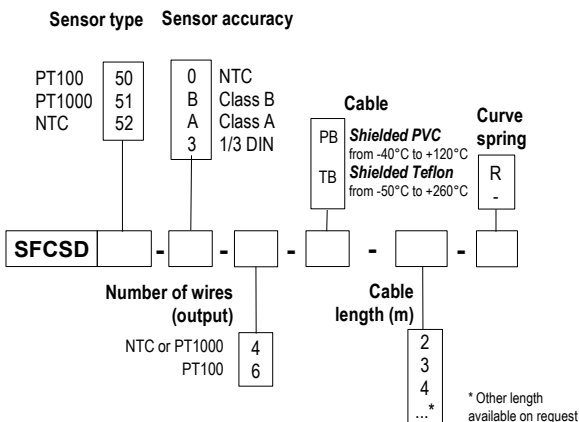 Sensor type Sensor accuracy
PT100 50
PT1000 51
NTC 52
0 NTC
B Class B
A Class A
3 1/3 DIN
Cable
PB Shielded PVC
from -40°C to +120°C
TB Shielded Teflon
from -50°C to +260°C
Curve
spring
R
-
SFCSD - - - - -
Number of wires
(output)
NTC or PT1000 4
PT100 6
Cable
length (m)
2
3
4
...*
* Other length
available on request